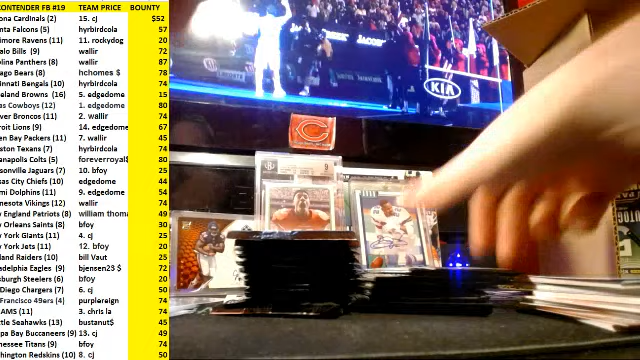 CONTENDER FB #19 TEAM PRICE BOUNTY
ona Cardinals (2) 15. cj $52
nta Falcons (5) hyrbirdcola 57
imore Ravens (11) 11. rockydog 20
alo Bills (9) wallir 72
olina Panthers (8) wallir 87
ago Bears (8) hchomes $ 78
innati Bengals (10) hyrbirdcola 74
eland Browns (16) 5. edgedome 15
as Cowboys (12) 1. edgedome 80
ver Broncos (11) 2. wallir 74
oit Lions (9) 14. edgedome 67
en Bay Packers (11) 7. wallir 45
ston Texans (7) hyrbirdcola 74
anapolis Colts (5) foreverroyal$ 80
sonville Jaguars (7) 10. bfoy 25
sas City Chiefs (10) edgedome 44
mi Dolphins (11) 9. edgedome 54
nesota Vikings (12) wallir 74
England Patriots (8) william thoma 49
Orleans Saints (8) bfoy 30
York Giants (11) 4. cj 25
York Jets (11) 12. bfoy 20
land Raiders (10) bill Vaut 25
adelphia Eagles (9) bjensen23 $ 72
sburgh Steelers (6) bfoy 20
Diego Chargers (7) 6. cj 50
Francisco 49ers (4) purplereign 74
AMS (11) 3. chris la 74
tle Seahawks (13) bustanut$ 45
pa Bay Buccaneers (9) 13. cj 49
nessee Titans (9) bfoy 74
hington Redskins (10) 8. cj 50
KIA
9